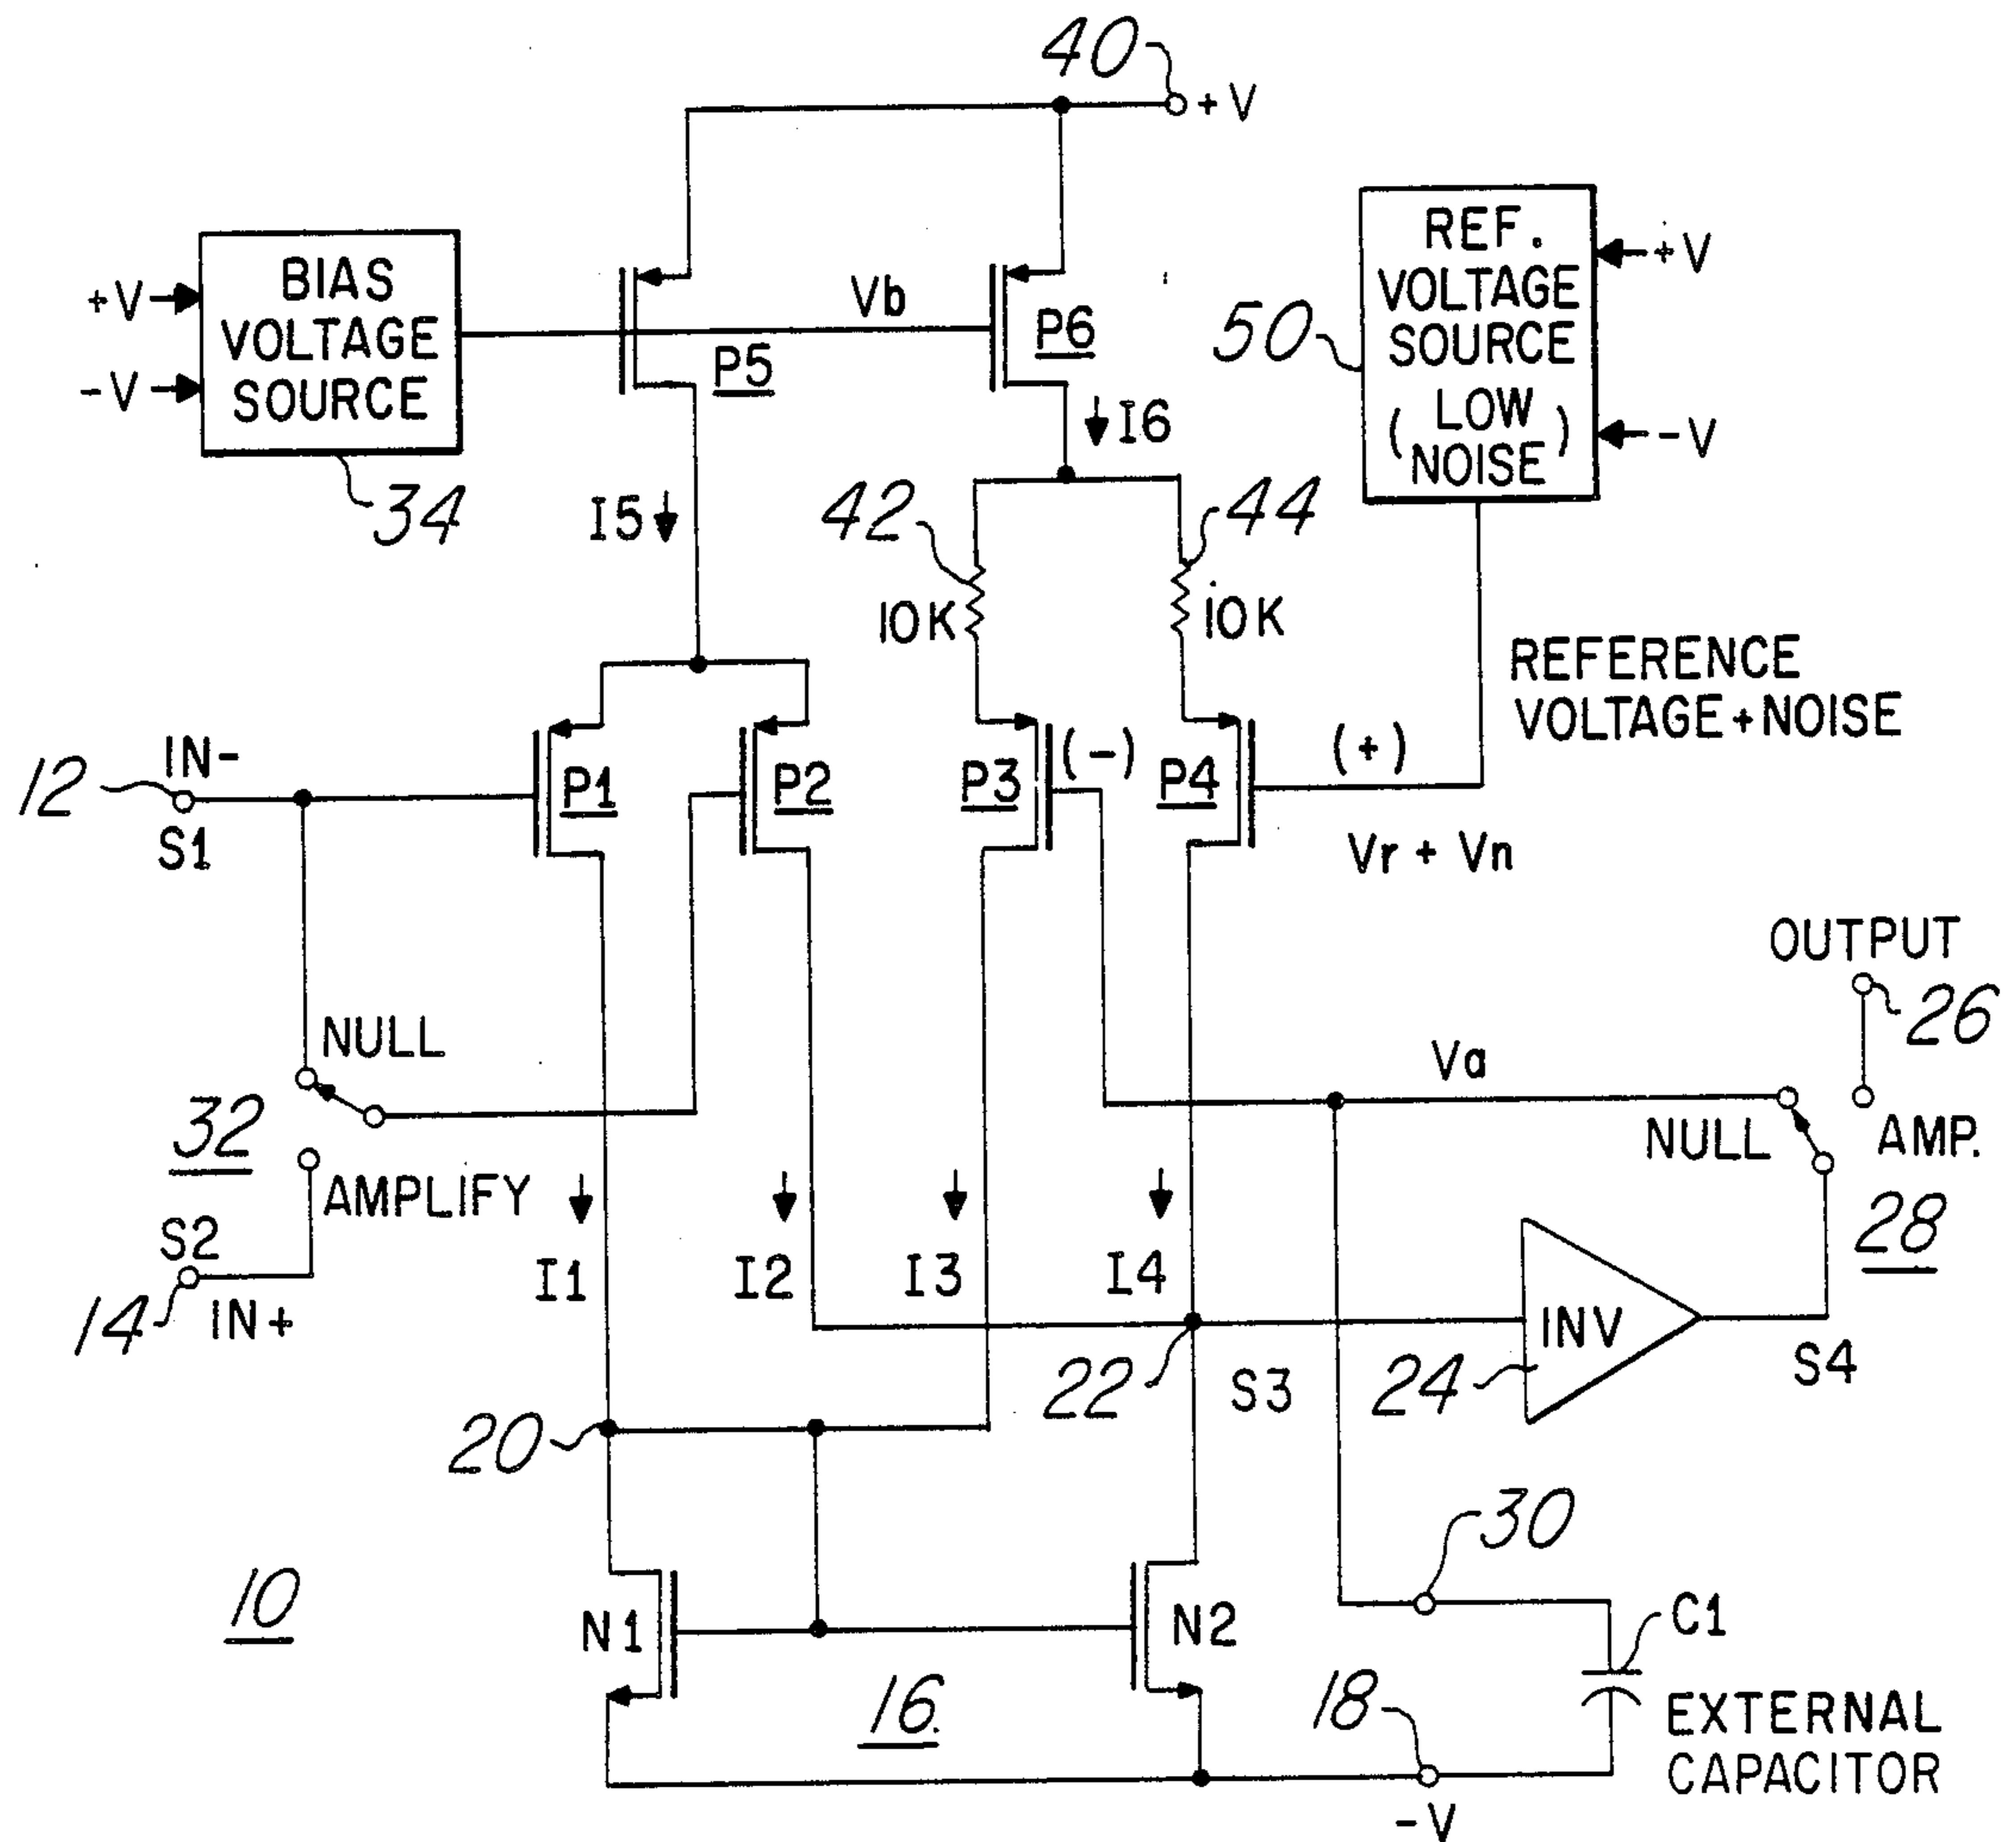 40
+V
BIAS
VOLTAGE
SOURCE
+V
-V
34
Vb
P5
P6
REF.
VOLTAGE
SOURCE
(LOW
NOISE)
+V
-V
50
I6
I5
42
10K
44
10K
REFERENCE
VOLTAGE+NOISE
12
IN-
S1
P1
P2
P3
(-)
P4
(+)
Vr + Vn
OUTPUT
26
NULL
Va
NULL
AMP.
32
AMPLIFY
28
S2
14
IN+
I1
I2
I3
I4
INV
24
S4
22
S3
20
30
10
N1
N2
C1
16
18
EXTERNAL
CAPACITOR
-V